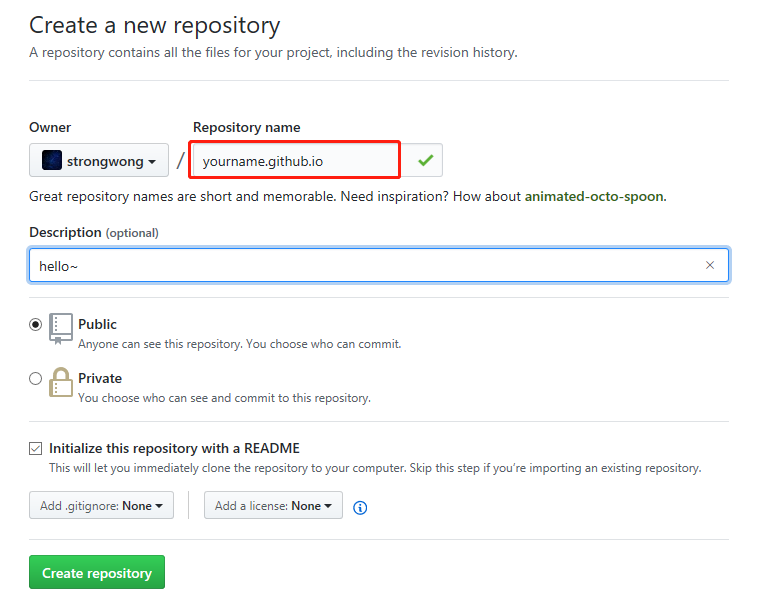 Create a new repository
A repository contains all the files for your project, including the revision history.
Owner
Repository name
strongwong
/
yourname.github.io
Great repository names are short and memorable. Need inspiration? How about animated-octo-spoon.
Description (optional)
hello~
Public
Anyone can see this repository. You choose who can commit.
Private
You choose who can see and commit to this repository.
Initialize this repository with a README
This will let you immediately clone the repository to your computer. Skip this step if you’re importing an existing repository.
Add .gitignore: None
Add a license: None
Create repository